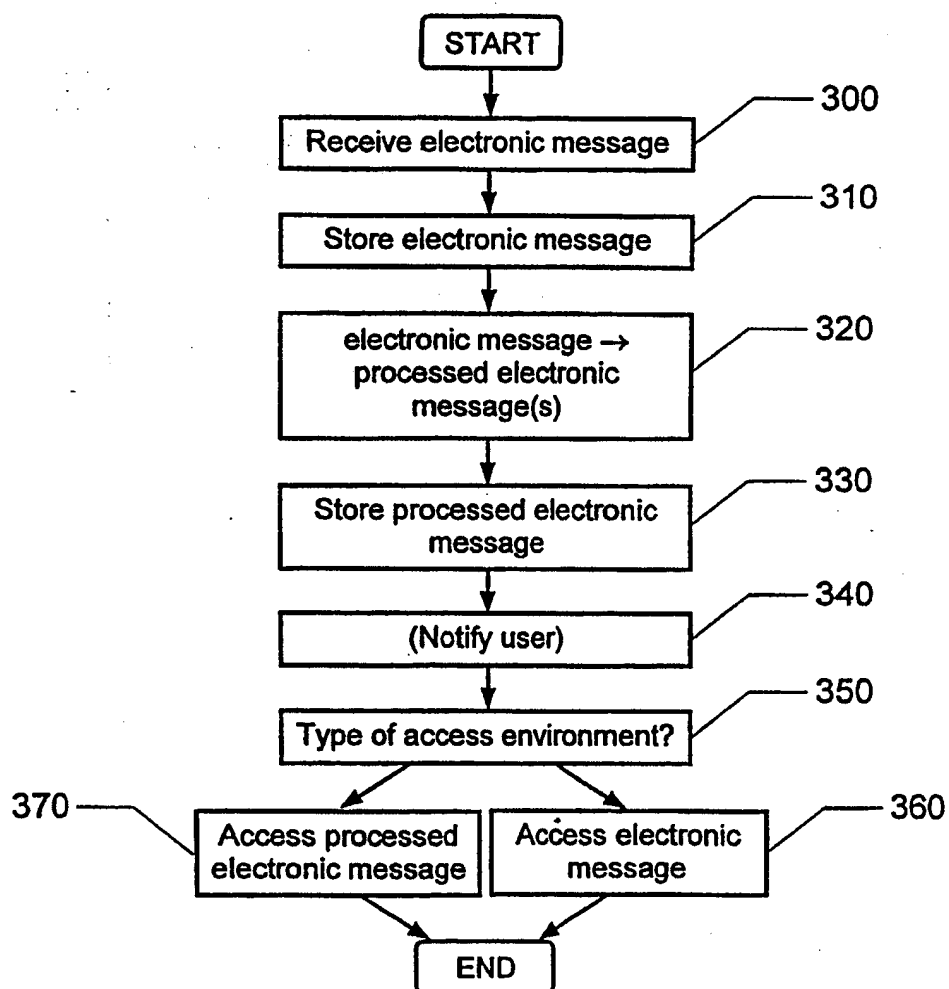 START
300
Receive electronic message
310
Store electronic message
320
electronic message →
processed electronic
message(s)
330
Store processed electronic
message
340
(Notify user)
350
Type of access environment?
370
Access processed
electronic message
360
Access electronic
message
END